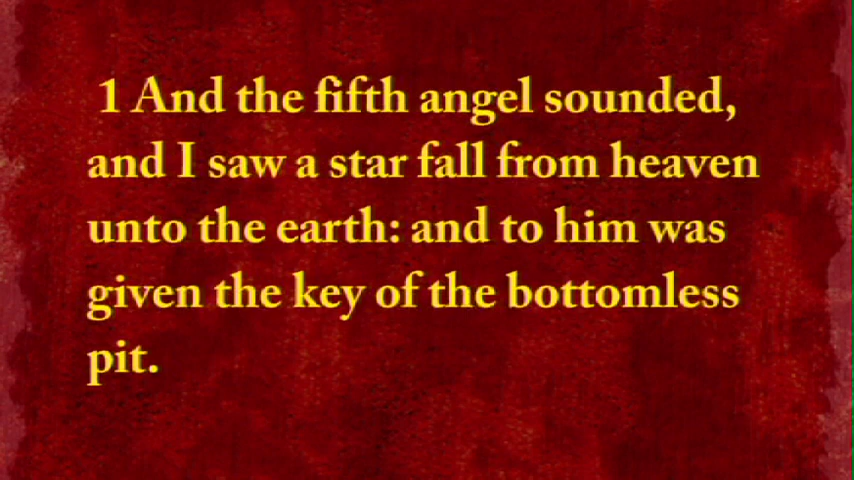 1 And the fifth angel sounded,
and I saw a star fall from heaven
unto the earth: and to him was
given the key of the bottomless
pit.